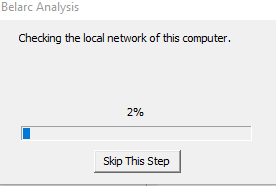 Belarc Analysis
Checking the local network of this computer.
2%
Skip This Step